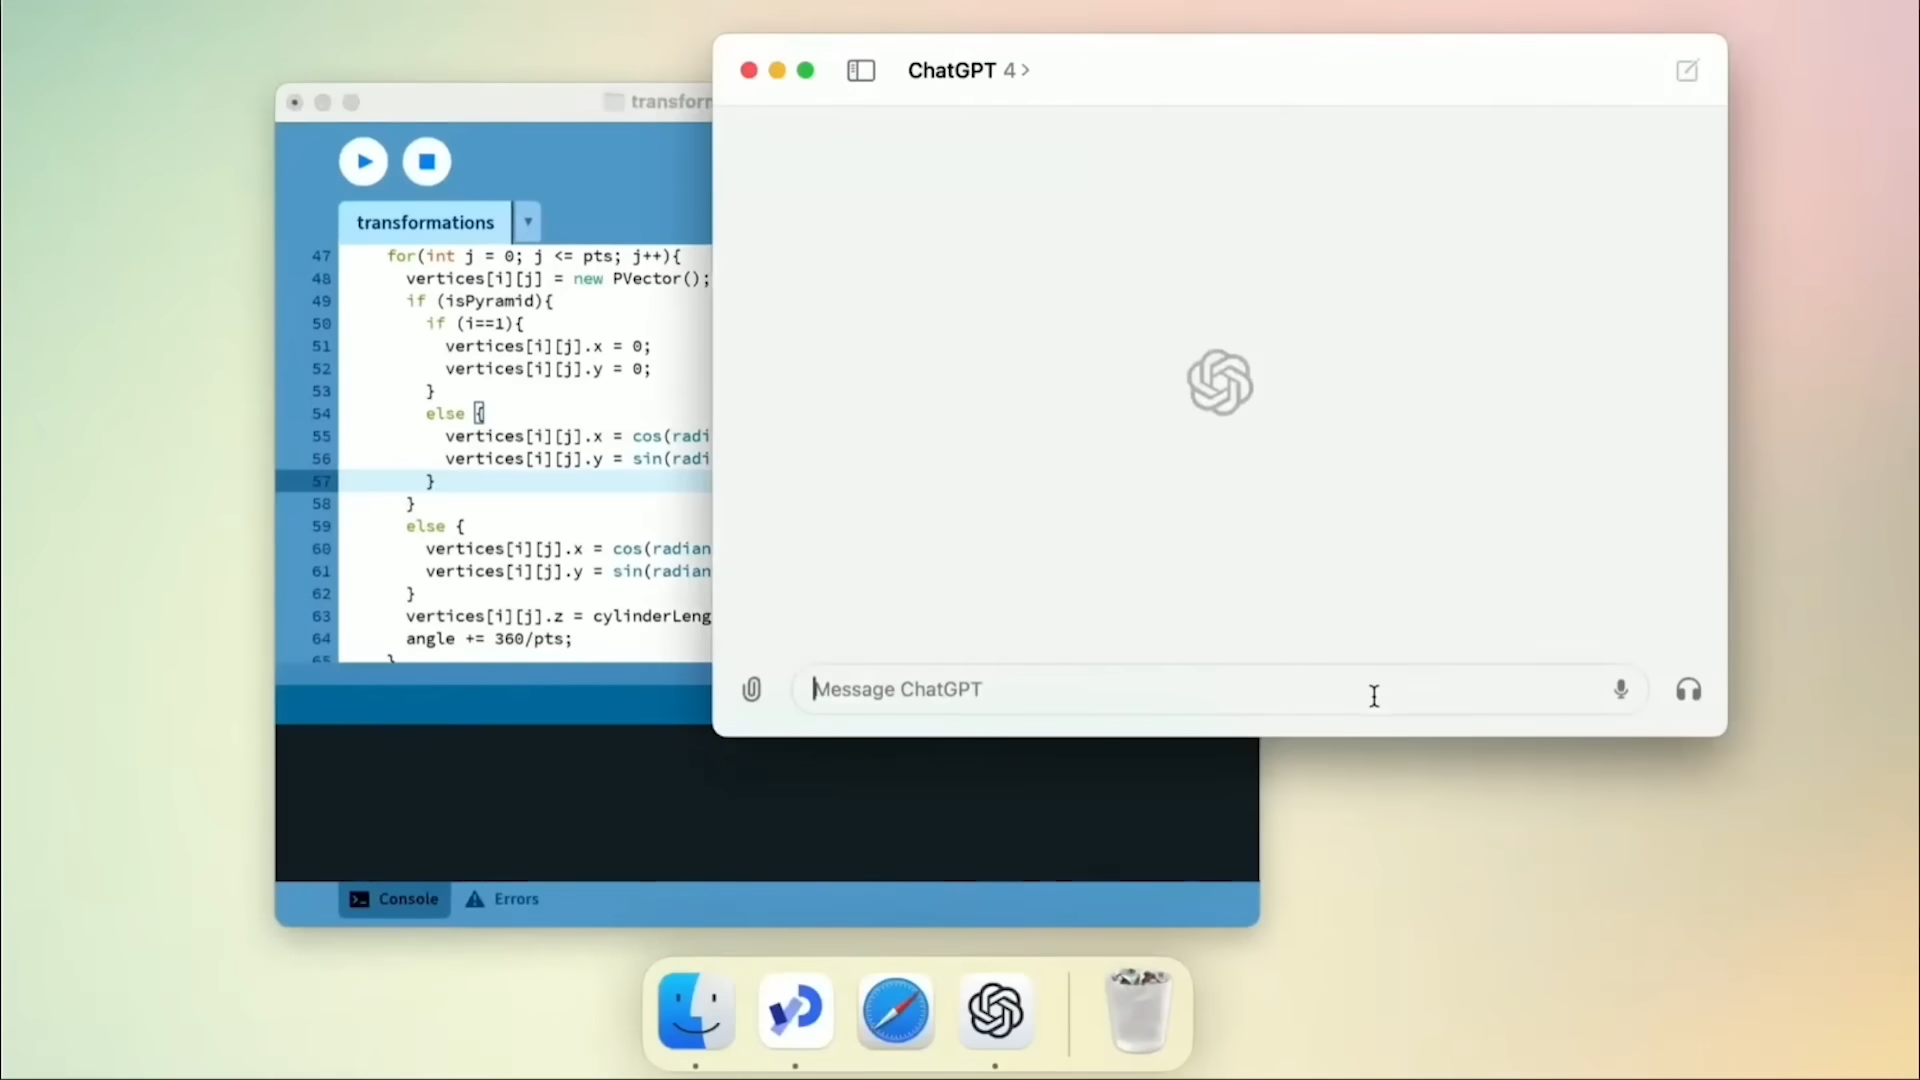 transform
transformations
47 for(int j = 0; j <= pts; j++){
48 vertices[i][j] = new PVector();
49 if (isPyramid){
50 if (i==1){
51 vertices[i][j].x = 0;
52 vertices[i][j].y = 0;
53 }
54 else {
55 vertices[i][j].x = cos(radi
56 vertices[i][j].y = sin(radi
57 }
58 }
59 else {
60 vertices[i][j].x = cos(radian
61 vertices[i][j].y = sin(radian
62 }
63 vertices[i][j].z = cylinderLeng
64 angle += 360/pts;
65 }
Console
Errors
ChatGPT 4 >
Message ChatGPT